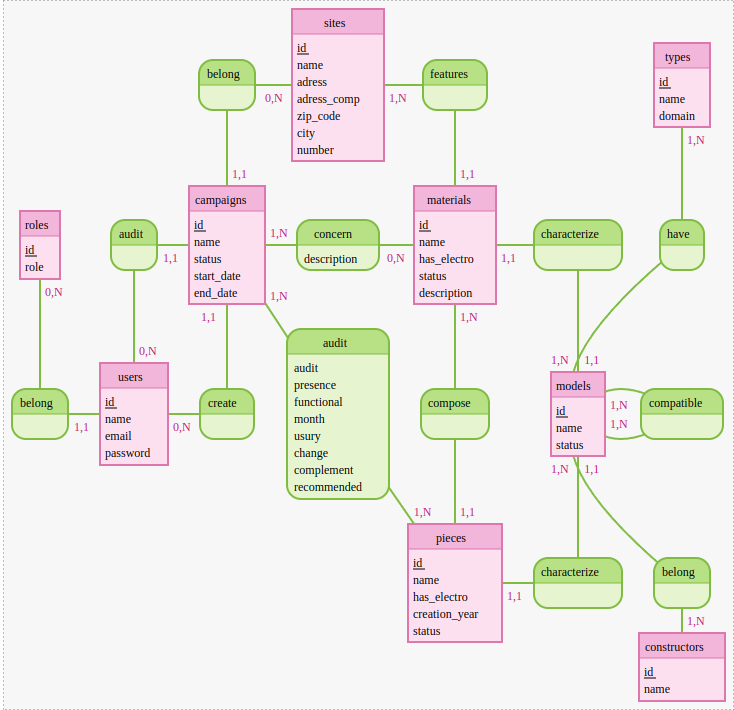 sites
id
name
adress
adress_comp
zip_code
city
number
belong
0,N
1,1
features
1,N
1,1
types
id
name
domain
1,N
roles
id
role
0,N
audit
1,1
0,N
campaigns
id
name
status
start_date
end_date
1,N
concern
description
0,N
materials
id
name
has_electro
status
description
1,1
characterize
1,N
have
1,1
1,1
1,N
1,N
users
id
name
email
password
belong
1,1
create
0,N
audit
audit
presence
functional
month
usury
change
complement
recommended
1,N
compose
1,1
models
id
name
status
1,N
1,N
compatible
1,N
1,1
pieces
id
name
has_electro
creation_year
status
1,1
characterize
belong
1,N
constructors
id
name